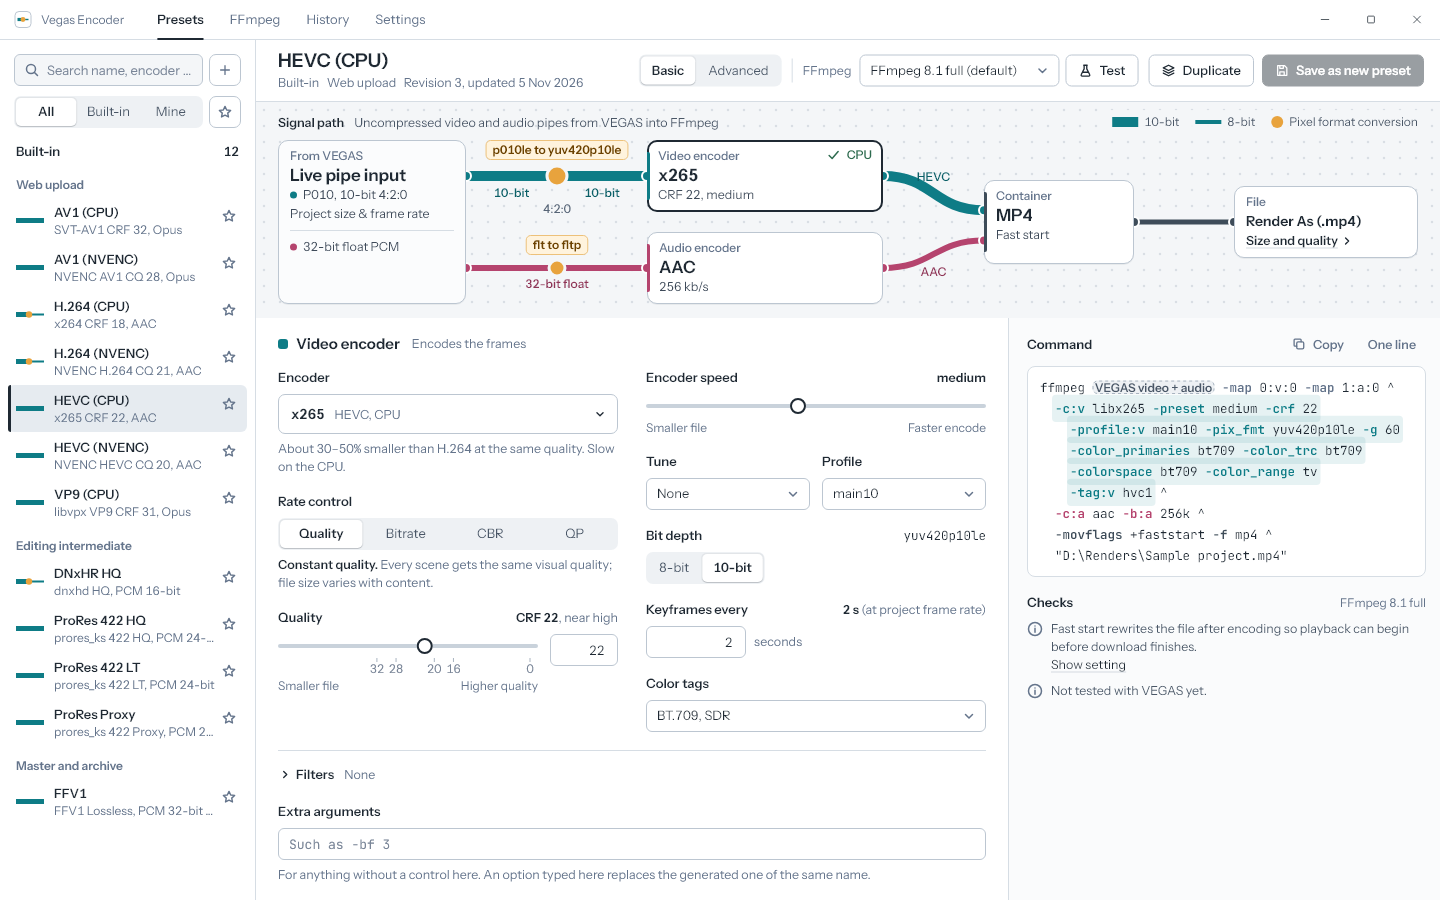 Vegas Encoder
Presets
FFmpeg
History
Settings
Search name, encoder ...
All
Built-in
Mine
Built-in
12
Web upload
AV1 (CPU)
SVT-AV1 CRF 32, Opus
AV1 (NVENC)
NVENC AV1 CQ 28, Opus
H.264 (CPU)
x264 CRF 18, AAC
H.264 (NVENC)
NVENC H.264 CQ 21, AAC
HEVC (CPU)
x265 CRF 22, AAC
HEVC (NVENC)
NVENC HEVC CQ 20, AAC
VP9 (CPU)
libvpx VP9 CRF 31, Opus
Editing intermediate
DNxHR HQ
dnxhd HQ, PCM 16-bit
ProRes 422 HQ
prores_ks 422 HQ, PCM 24-...
ProRes 422 LT
prores_ks 422 LT, PCM 24-bit
ProRes Proxy
prores_ks 422 Proxy, PCM 2...
Master and archive
FFV1
FFV1 Lossless, PCM 32-bit ...
HEVC (CPU)
Built-in Web upload Revision 3, updated 5 Nov 2026
Basic
Advanced
FFmpeg
FFmpeg 8.1 full (default)
Test
Duplicate
Save as new preset
Signal path Uncompressed video and audio pipes from VEGAS into FFmpeg
10-bit
8-bit
Pixel format conversion
From VEGAS
Live pipe input
P010, 10-bit 4:2:0
Project size & frame rate
32-bit float PCM
p010le to yuv420p10le
10-bit
10-bit
4:2:0
flt to fltp
32-bit float
Video encoder
CPU
x265
CRF 22, medium
Audio encoder
AAC
256 kb/s
HEVC
AAC
Container
MP4
Fast start
File
Render As (.mp4)
Size and quality
Video encoder Encodes the frames
Encoder
x265 HEVC, CPU
About 30–50% smaller than H.264 at the same quality. Slow
on the CPU.
Rate control
Quality
Bitrate
CBR
QP
Constant quality. Every scene gets the same visual quality;
file size varies with content.
Quality
CRF 22, near high
22
32 28 20 16 0
Smaller file
Higher quality
Encoder speed
medium
Smaller file
Faster encode
Tune
Profile
None
main10
Bit depth
yuv420p10le
8-bit
10-bit
Keyframes every
2 s (at project frame rate)
2
seconds
Color tags
BT.709, SDR
Filters None
Extra arguments
Such as -bf 3
For anything without a control here. An option typed here replaces the generated one of the same name.
Command
Copy
One line
ffmpeg VEGAS video + audio -map 0:v:0 -map 1:a:0 ^
-c:v libx265 -preset medium -crf 22
-profile:v main10 -pix_fmt yuv420p10le -g 60
-color_primaries bt709 -color_trc bt709
-colorspace bt709 -color_range tv
-tag:v hvc1 ^
-c:a aac -b:a 256k ^
-movflags +faststart -f mp4 ^
"D:\Renders\Sample project.mp4"
Checks
FFmpeg 8.1 full
Fast start rewrites the file after encoding so playback can begin
before download finishes.
Show setting
Not tested with VEGAS yet.